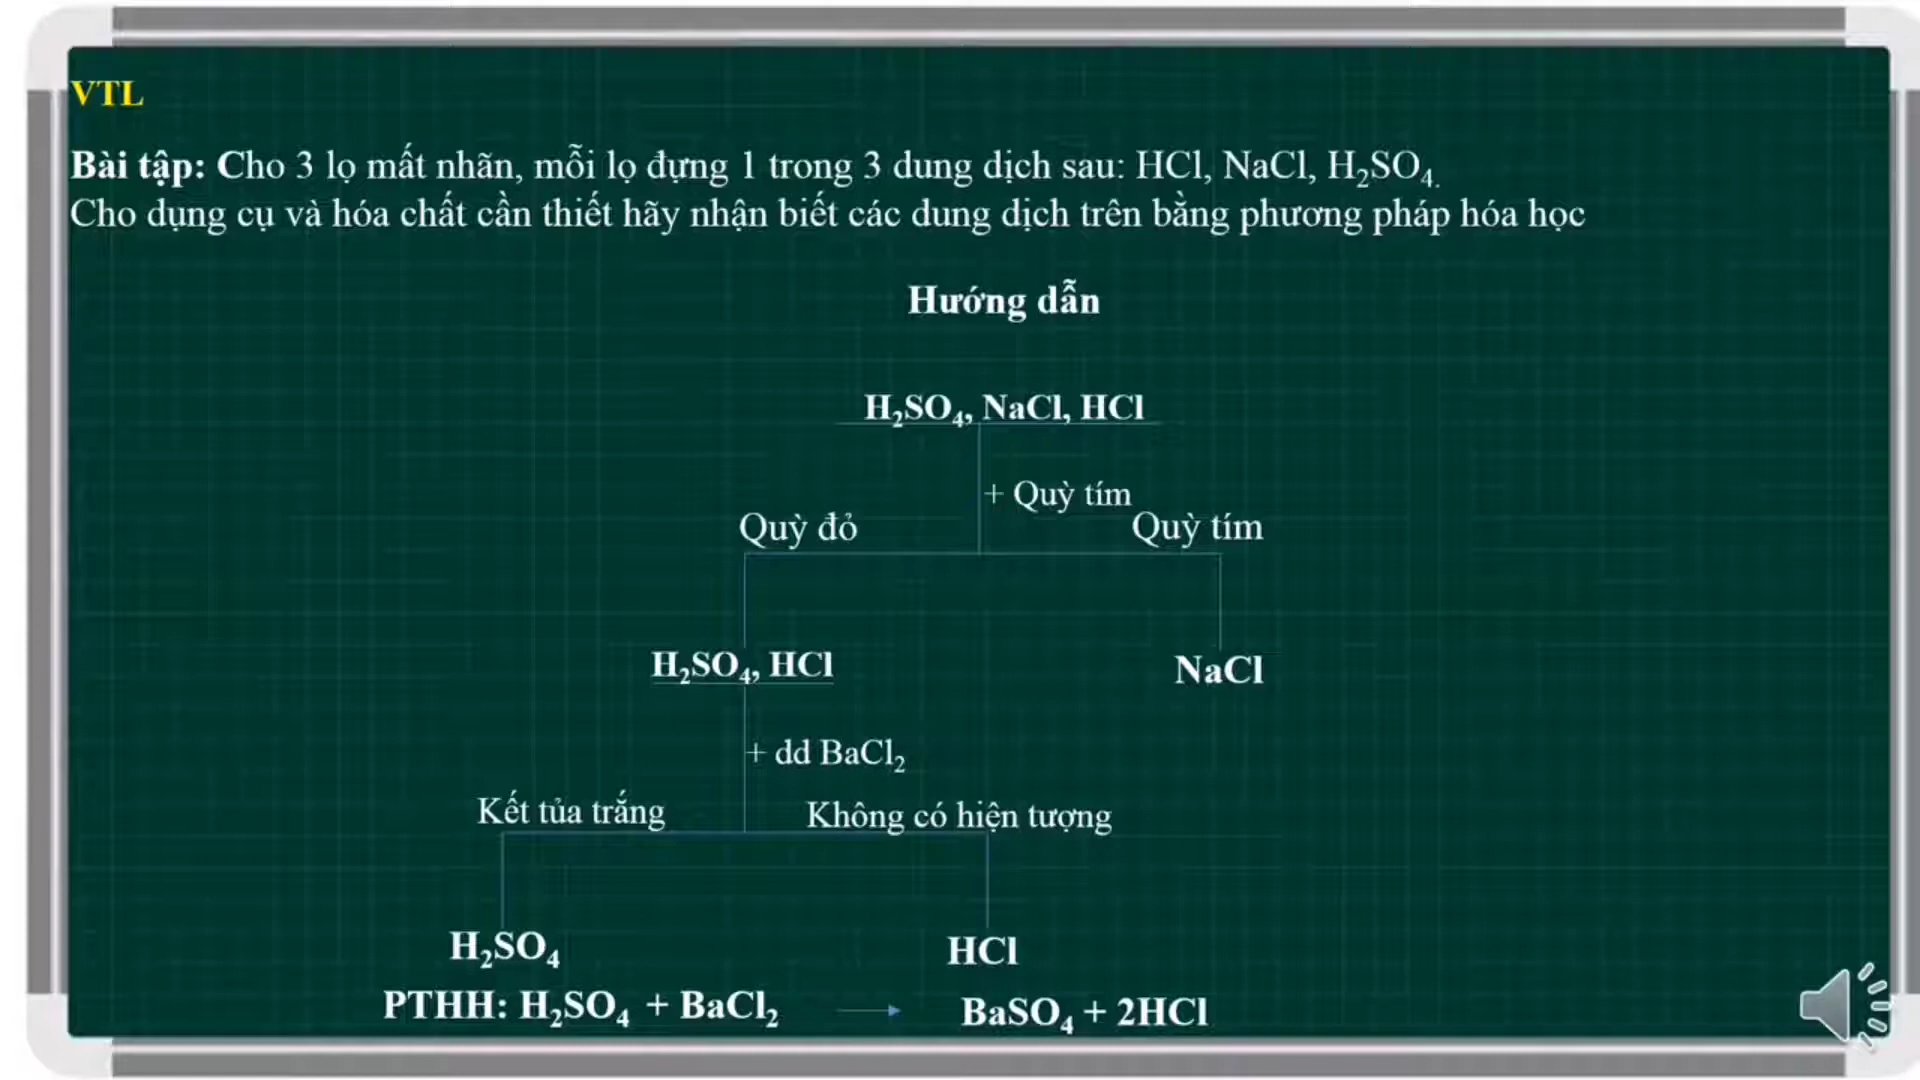 VTL
Bài tập: Cho 3 lọ mất nhãn, mỗi lọ đựng 1 trong 3 dung dịch sau: HCl, NaCl, H₂SO₄.
Cho dụng cụ và hóa chất cần thiết hãy nhận biết các dung dịch trên bằng phương pháp hóa học
Hướng dẫn
H₂SO₄, NaCl, HCl
+ Quỳ tím
Quỳ đỏ
Quỳ tím
H₂SO₄, HCl
NaCl
+ dd BaCl₂
Kết tủa trắng
Không có hiện tượng
H₂SO₄
HCl
PTHH: H₂SO₄ + BaCl₂ → BaSO₄ + 2HCl